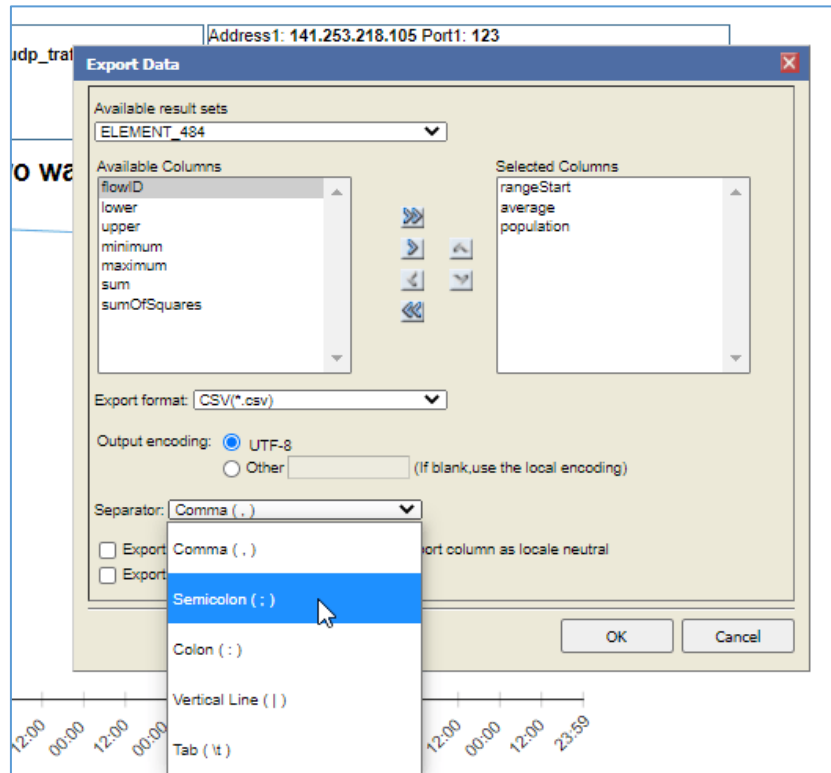 Address1: 141.253.218.105 Port1: 123
udp_traf
Export Data
Available result sets
ELEMENT_484
Available Columns
Selected Columns
flowID
lower
upper
minimum
maximum
sum
sumOfSquares
rangeStart
average
population
Export format: CSV(*.csv)
Output encoding: UTF-8
Other (If blank,use the local encoding)
Separator: Comma ( , )
Export
Comma ( , )
port column as locale neutral
Export
Semicolon ( ; )
Colon ( : )
Vertical Line ( | )
Tab ( \t )
OK
Cancel
o wa
12:00 00:00 12:00 00:00 12:00 00:00 12:00 23:59